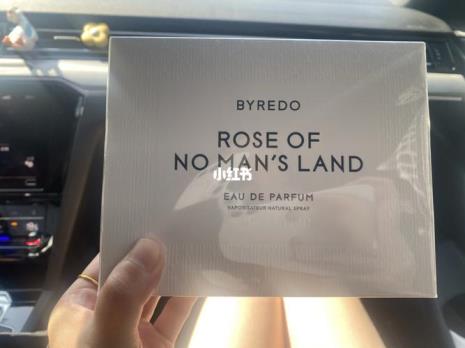 BYREDO
ROSE OF
NO MAN'S LAND
小红书
EAU DE PARFUM
VAPORISATEUR NATURAL SPRAY